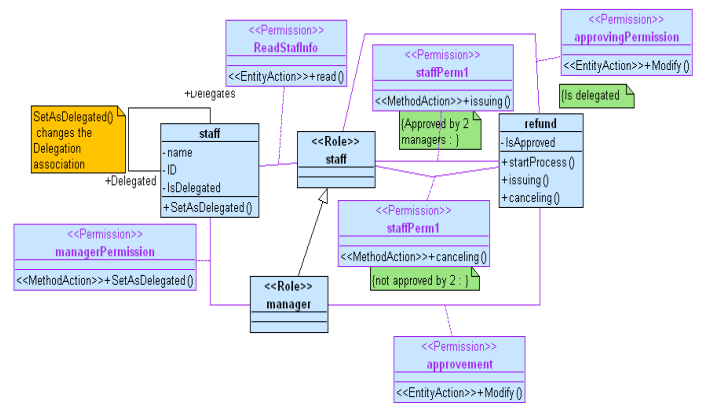 <<Permission>>
ReadStafInfo
<<EntityAction>>+read()
<<Permission>>
staffPerm1
<<MethodAction>>+issuing()
<<Permission>>
approvingPermission
<<EntityAction>>+Modify()
{Is delegated
+Delegates
SetAsDelegated()
changes the
Delegation
association
staff
- name
- ID
- IsDelegated
+SetAsDelegated()
+Delegated
<<Role>>
staff
{Approved by 2
managers : }
refund
- IsApproved
+startProcess()
+issuing()
+canceling()
<<Permission>>
staffPerm1
<<MethodAction>>+canceling()
{not approved by 2 : }
<<Permission>>
managerPermission
<<MethodAction>>+SetAsDelegated()
<<Role>>
manager
<<Permission>>
approvement
<<EntityAction>>+Modify()